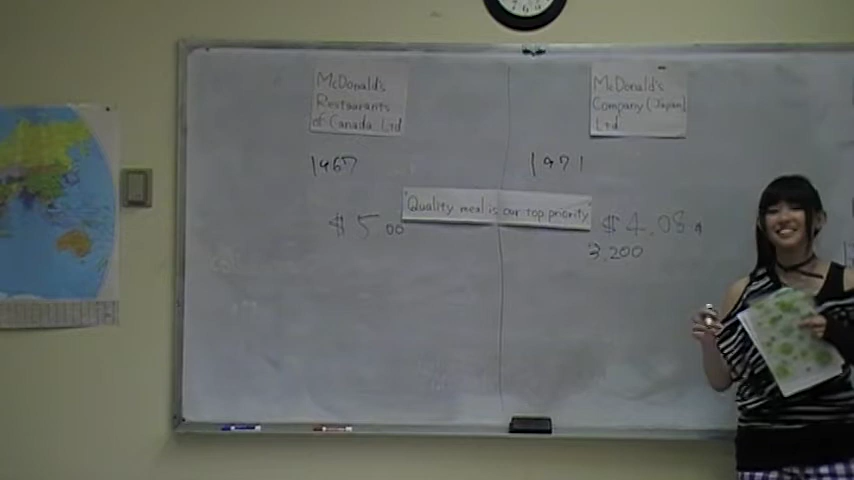 McDonald's
Restaurants
of Canada Ltd
McDonald's
Company (Japan)
Ltd
1967
1971
"Quality meal is our top priority"
$5.00
$4.08
3.200